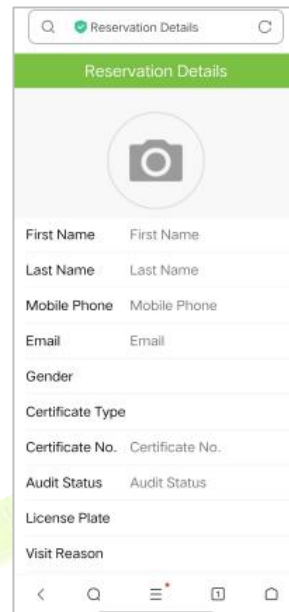 Reservation Details
Reservation Details
First Name First Name
Last Name Last Name
Mobile Phone Mobile Phone
Email Email
Gender
Certificate Type
Certificate No. Certificate No.
Audit Status Audit Status
License Plate
Visit Reason
1